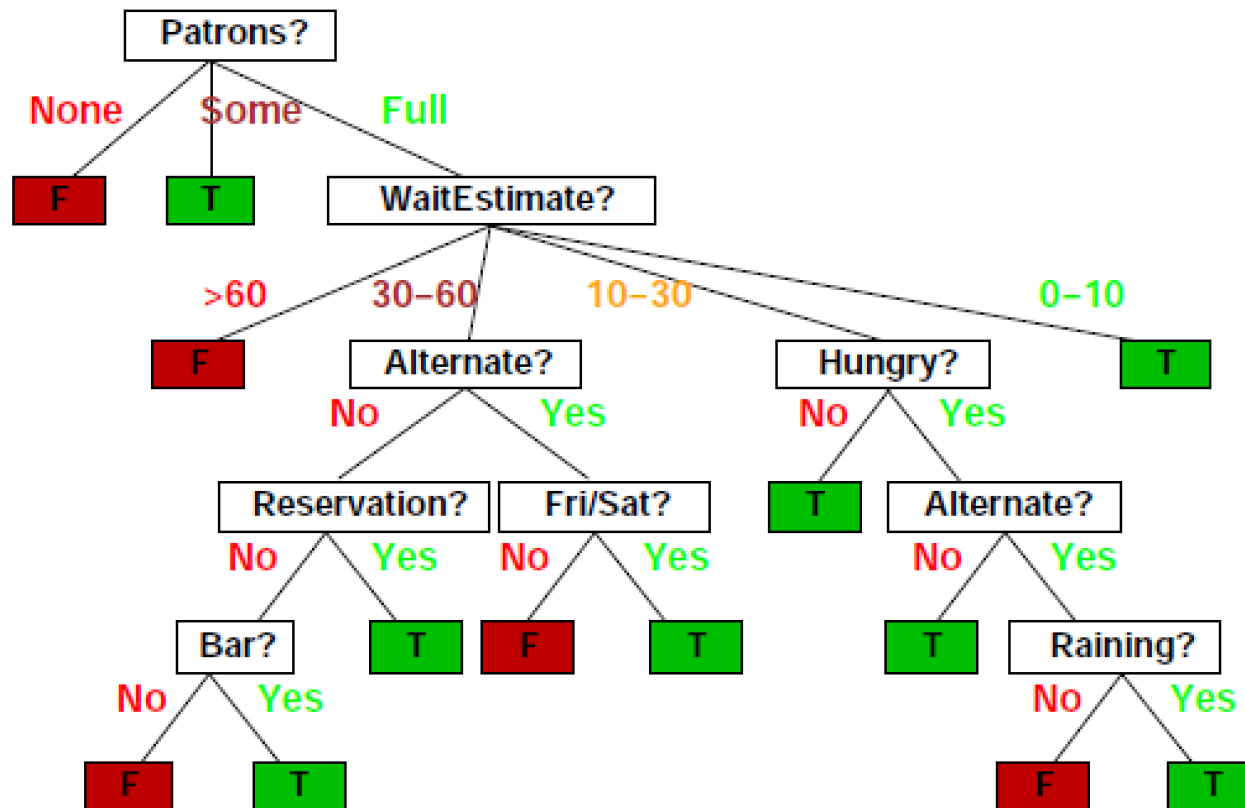 Patrons?
None Some Full
F T WaitEstimate?
>60 30–60 10–30 0–10
F Alternate? Hungry? T
No Yes No Yes
Reservation? Fri/Sat? T Alternate?
No Yes No Yes No Yes
Bar? T F T T Raining?
No Yes No Yes
F T F T